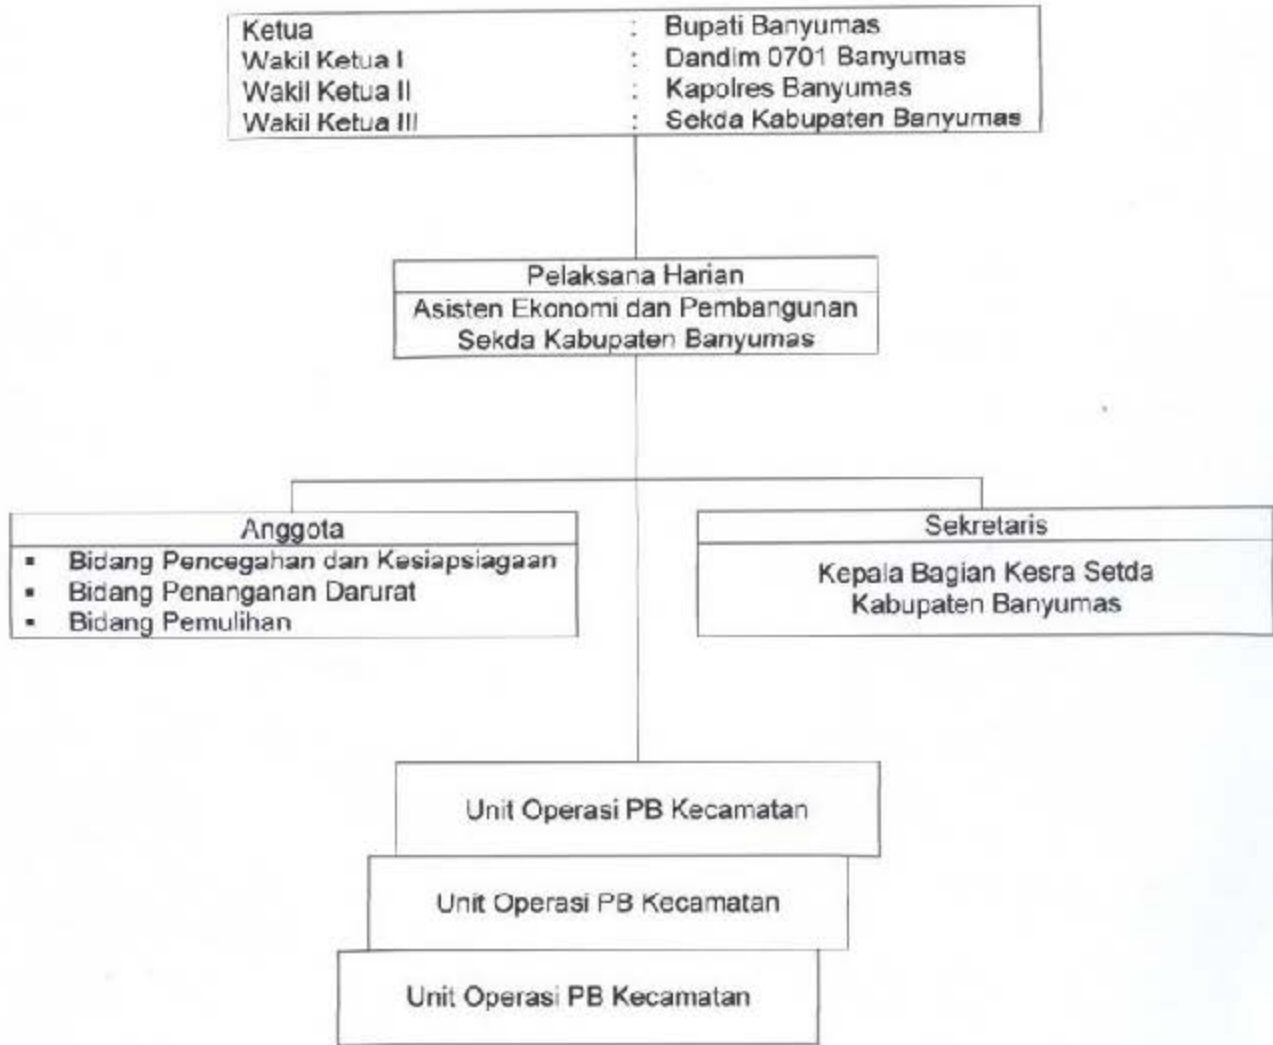 Ketua : Bupati Banyumas
Wakil Ketua I : Dandim 0701 Banyumas
Wakil Ketua II : Kapolres Banyumas
Wakil Ketua III : Sekda Kabupaten Banyumas
Pelaksana Harian
Asisten Ekonomi dan Pembangunan
Sekda Kabupaten Banyumas
Anggota
▪ Bidang Pencegahan dan Kesiapsiagaan
▪ Bidang Penanganan Darurat
▪ Bidang Pemulihan
Sekretaris
Kepala Bagian Kesra Setda
Kabupaten Banyumas
Unit Operasi PB Kecamatan
Unit Operasi PB Kecamatan
Unit Operasi PB Kecamatan